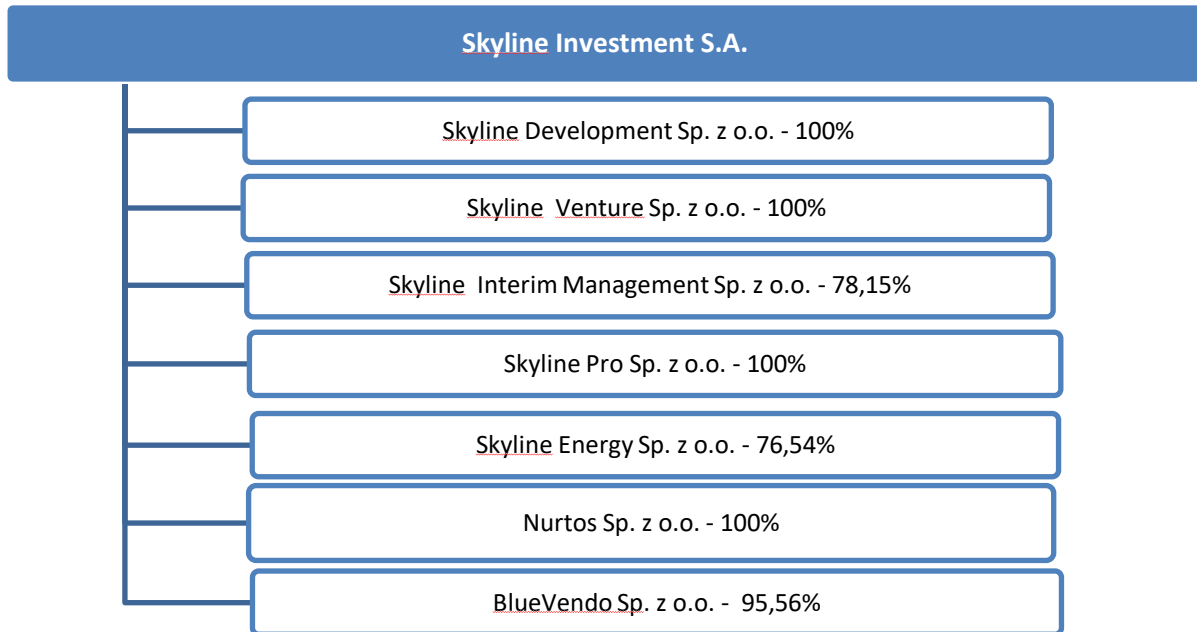 Skyline Investment S.A.
Skyline Development Sp. z o.o. - 100%
Skyline  Venture Sp. z o.o. - 100%
Skyline  Interim Management Sp. z o.o. - 78,15%
Skyline Pro Sp. z o.o. - 100%
Skyline Energy Sp. z o.o. - 76,54%
Nurtos Sp. z o.o. - 100%
BlueVendo Sp. z o.o. -  95,56%